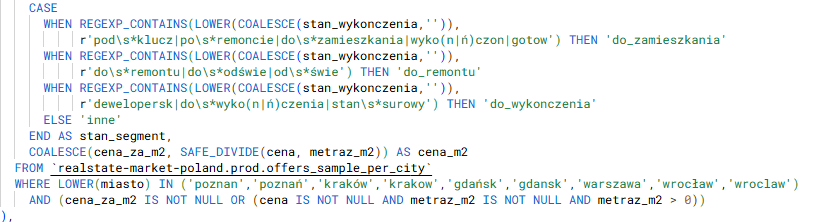 CASE
WHEN REGEXP_CONTAINS(LOWER(COALESCE(stan_wykonczenia,'')),
r'pod\s*klucz|po\s*remoncie|do\s*zamieszkania|wyko(n|ń)czon|gotow') THEN 'do_zamieszkania'
WHEN REGEXP_CONTAINS(LOWER(COALESCE(stan_wykonczenia,'')),
r'do\s*remontu|do\s*odświe|od\s*świe') THEN 'do_remontu'
WHEN REGEXP_CONTAINS(LOWER(COALESCE(stan_wykonczenia,'')),
r'dewelopersk|do\s*wyko(n|ń)czenia|stan\s*surowy') THEN 'do_wykonczenia'
ELSE 'inne'
END AS stan_segment,
COALESCE(cena_za_m2, SAFE_DIVIDE(cena, metraz_m2)) AS cena_m2
FROM `realstate-market-poland.prod.offers_sample_per_city`
WHERE LOWER(miasto) IN ('poznan','poznań','kraków','krakow','gdańsk','gdansk','warszawa','wrocław','wroclaw')
AND (cena_za_m2 IS NOT NULL OR (cena IS NOT NULL AND metraz_m2 IS NOT NULL AND metraz_m2 > 0))
),